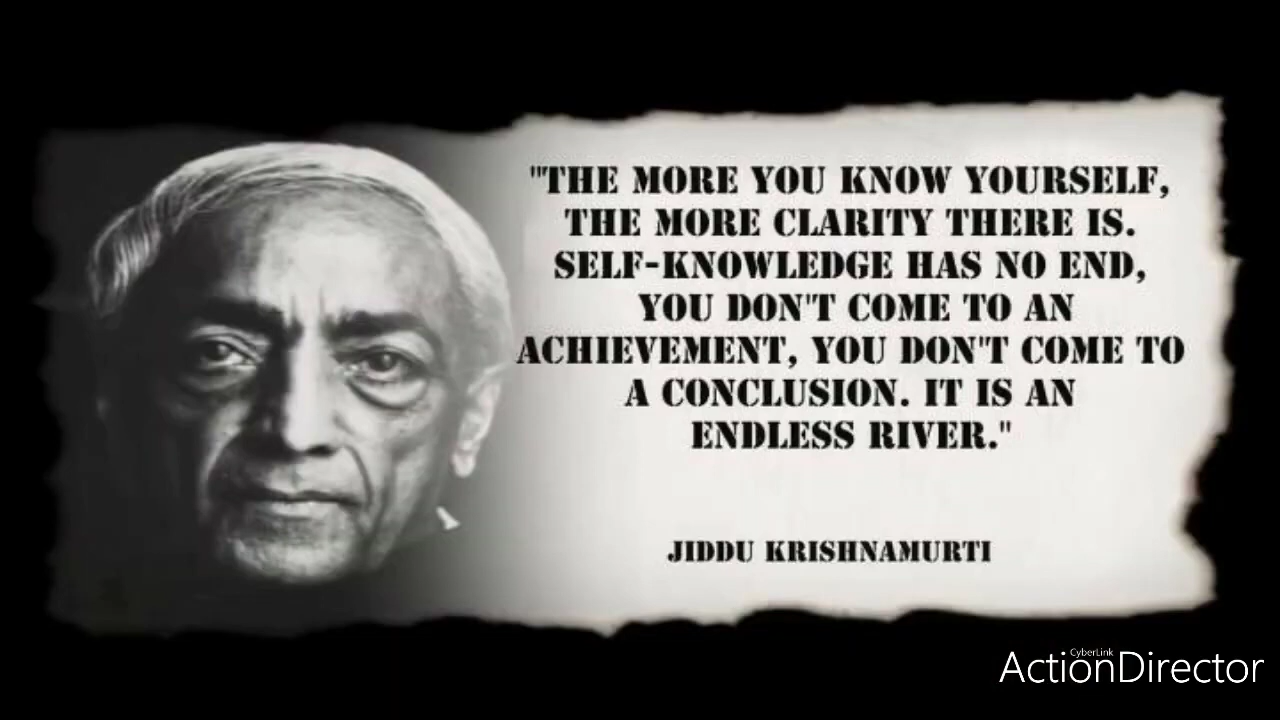 "THE MORE YOU KNOW YOURSELF,
THE MORE CLARITY THERE IS.
SELF-KNOWLEDGE HAS NO END,
YOU DON'T COME TO AN
ACHIEVEMENT, YOU DON'T COME TO
A CONCLUSION. IT IS AN
ENDLESS RIVER."
JIDDU KRISHNAMURTI
CyberLink
ActionDirector